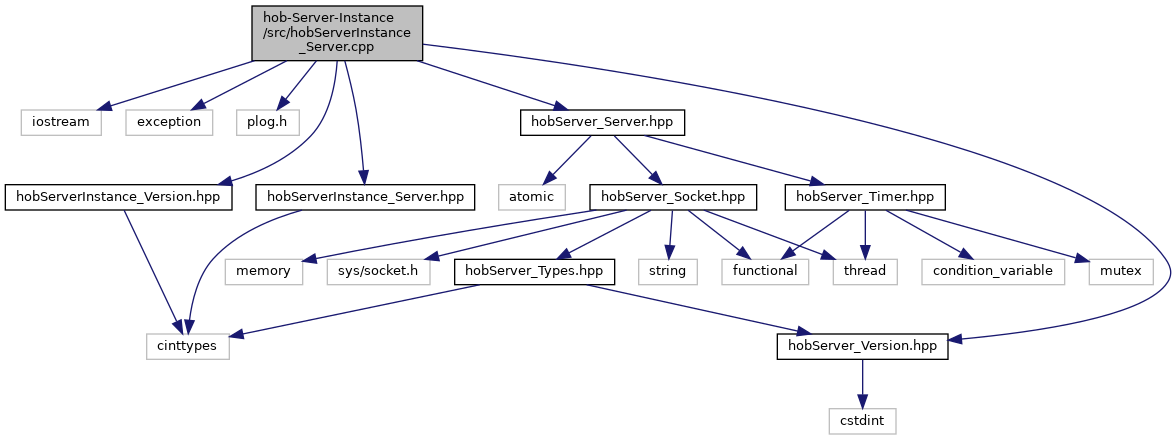 hob-Server-Instance
/src/hobServerInstance
_Server.cpp
iostream
exception
plog.h
hobServer_Server.hpp
hobServerInstance_Version.hpp
hobServerInstance_Server.hpp
atomic
hobServer_Socket.hpp
hobServer_Timer.hpp
memory
sys/socket.h
hobServer_Types.hpp
string
functional
thread
condition_variable
mutex
cinttypes
hobServer_Version.hpp
cstdint